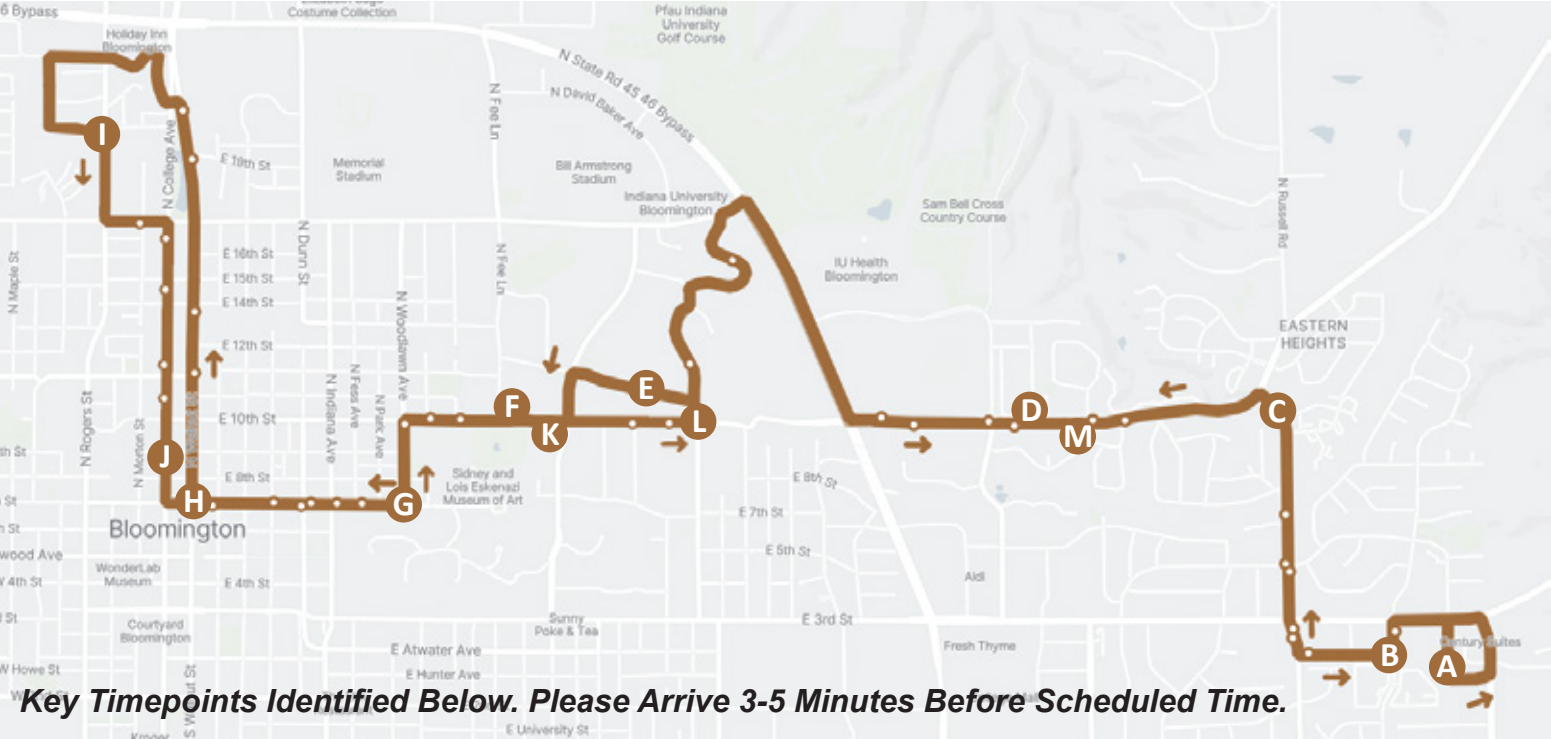 6 Bypass
Costume Collection
Pfau Indiana
University
Golf Course
Holiday Inn
Bloomington
N State Rd 45 46 Bypass
N David Baker Ave
N Fee Ln
I
N College Ave
E 19th St
Memorial
Stadium
Bill Armstrong
Stadium
Indiana University
Bloomington
Sam Bell Cross
Country Course
N Russell Rd
N Dunn St
E 16th St
E 15th St
E 14th St
N Fee Ln
IU Health
Bloomington
N Maple St
N Woodlawn Ave
E 12th St
EASTERN
HEIGHTS
N Rogers St
N Morton St
N Indiana Ave
N Fess Ave
N Park Ave
E 10th St
E
F
K
L
D
M
C
J
E 8th St
Sidney and
Lois Eskenazi
Museum of Art
E 8th St
H
G
E 7th St
Bloomington
E 5th St
wood Ave
WonderLab
Museum
W 4th St
E 4th St
Aldi
St
Courtyard
Bloomington
Sunny
Poke & Tea
E 3rd St
Fresh Thyme
E Atwater Ave
W Howe St
E Hunter Ave
B
A
Century Suites
S Walnut St
Key Timepoints Identified Below. Please Arrive 3-5 Minutes Before Scheduled Time.
E University St
Kroger